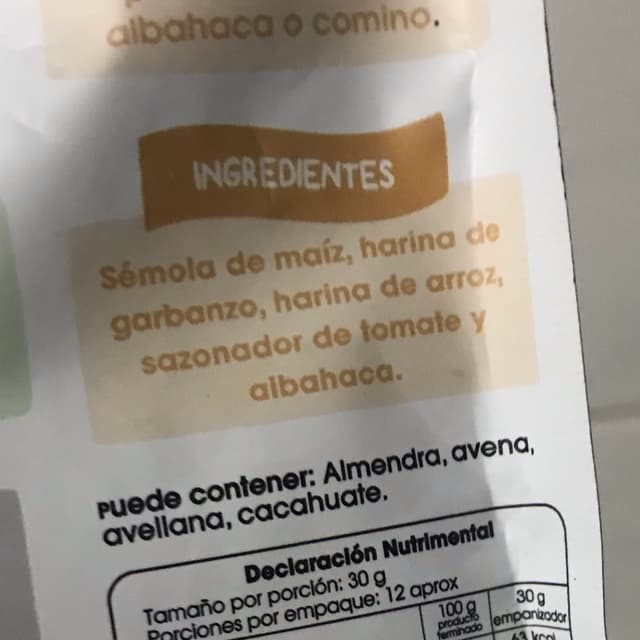 albahaca o comino.
INGREDIENTES
Sémola de maíz, harina de
garbanzo, harina de arroz,
sazonador de tomate y
albahaca.
Puede contener: Almendra, avena,
avellana, cacahuate.
Declaración Nutrimental
Tamaño por porción: 30 g
Porciones por empaque: 12 aprox
100 g
producto
terminado
30 g
empanizador